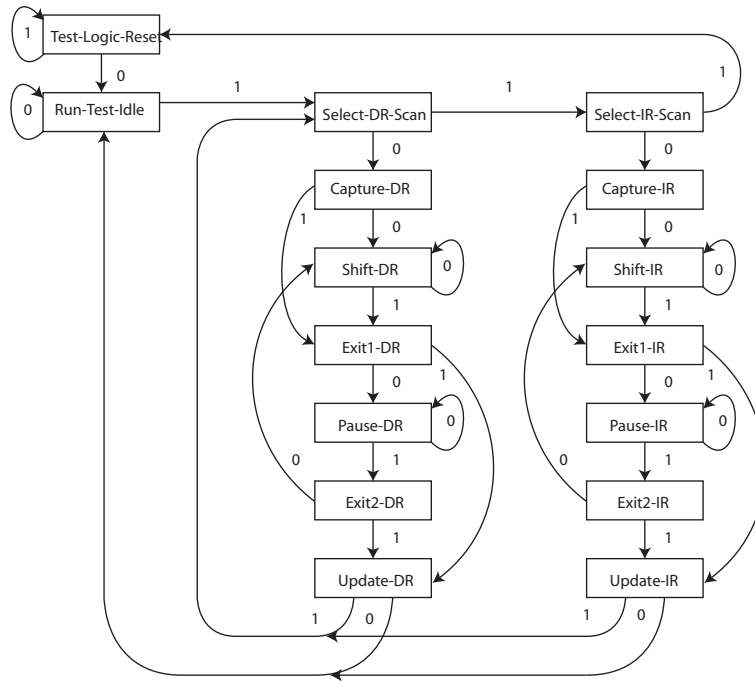 1
Test-Logic-Reset
0
1
0
Run-Test-Idle
1
Select-DR-Scan
1
Select-IR-Scan
0
0
Capture-DR
Capture-IR
1
0
1
0
Shift-DR
0
Shift-IR
0
1
1
Exit1-DR
Exit1-IR
0
1
0
1
Pause-DR
0
Pause-IR
0
0
1
0
1
Exit2-DR
Exit2-IR
1
1
Update-DR
Update-IR
1
0
1
0